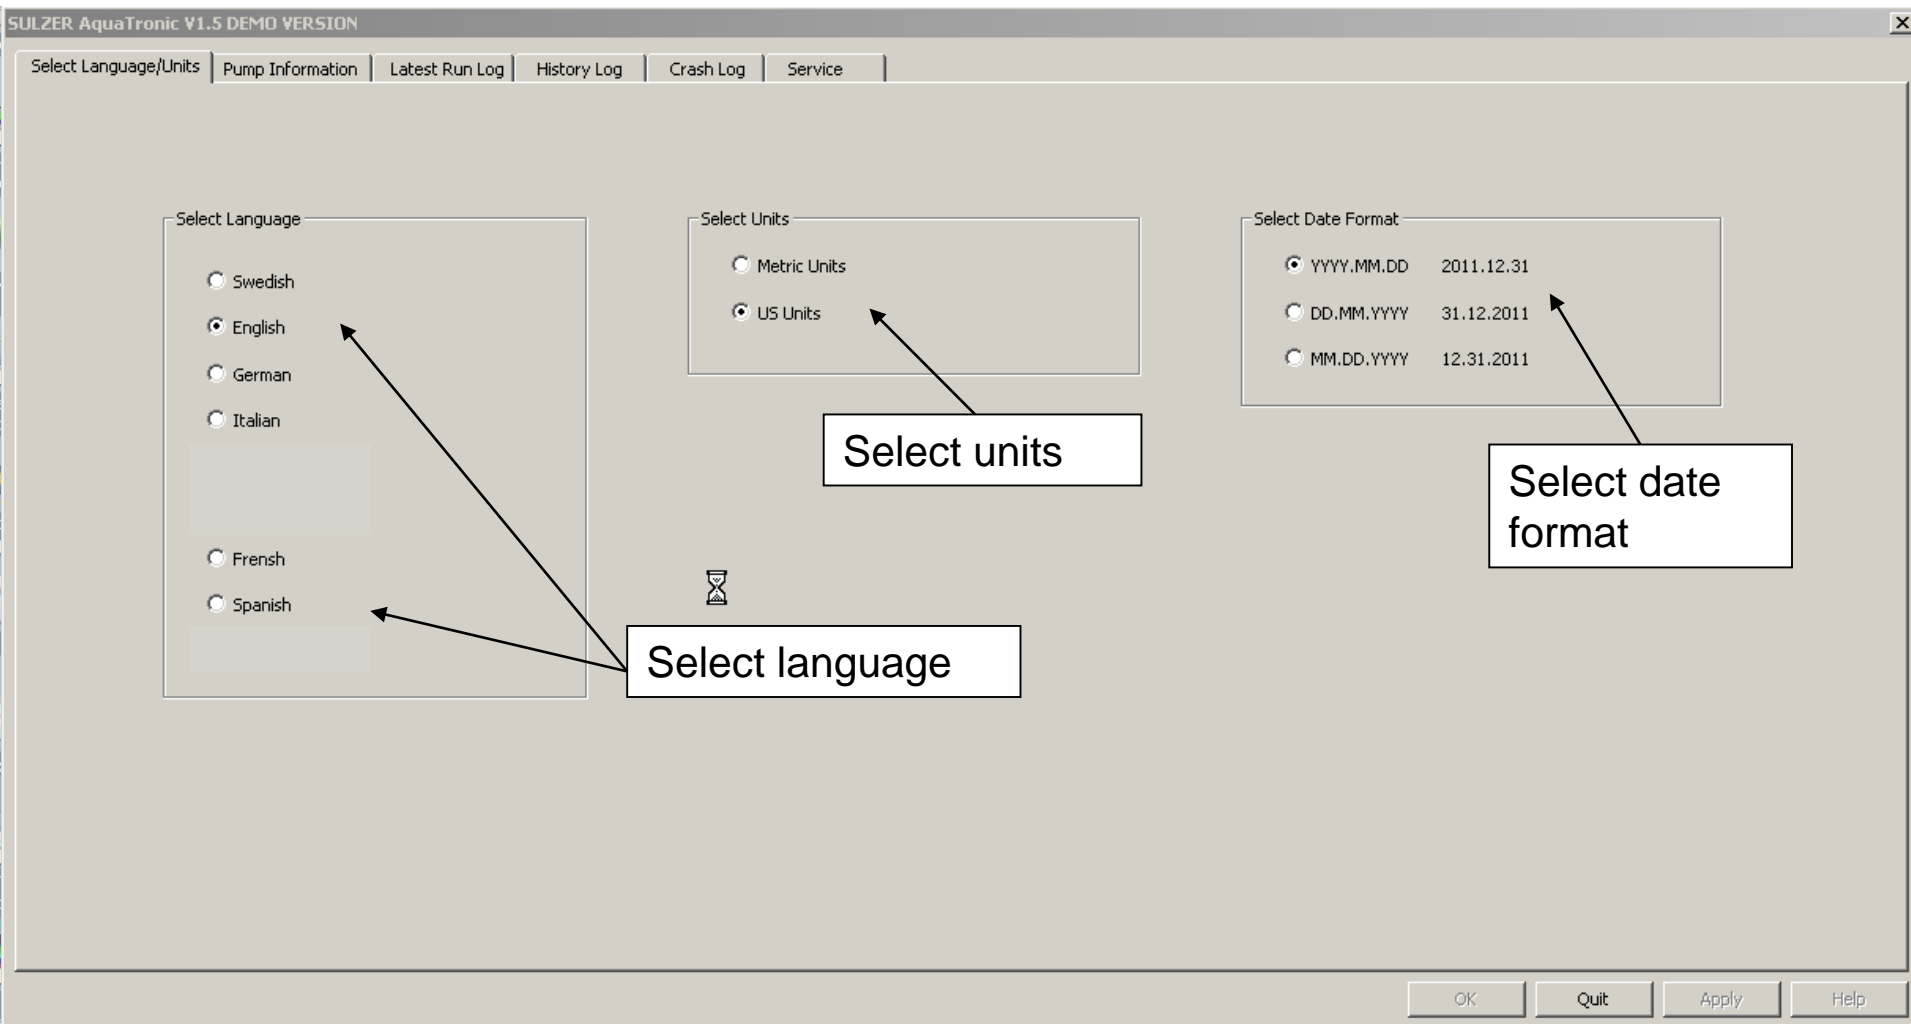 SULZER AquaTronic V1.5 DEMO VERSION
Select Language/Units Pump Information Latest Run Log History Log Crash Log Service
Select Language
Swedish
English
German
Italian
Frensh
Spanish
Select Units
Metric Units
US Units
Select Date Format
YYYY.MM.DD 2011.12.31
DD.MM.YYYY 31.12.2011
MM.DD.YYYY 12.31.2011
Select units
Select date
format
Select language
OK Quit Apply Help